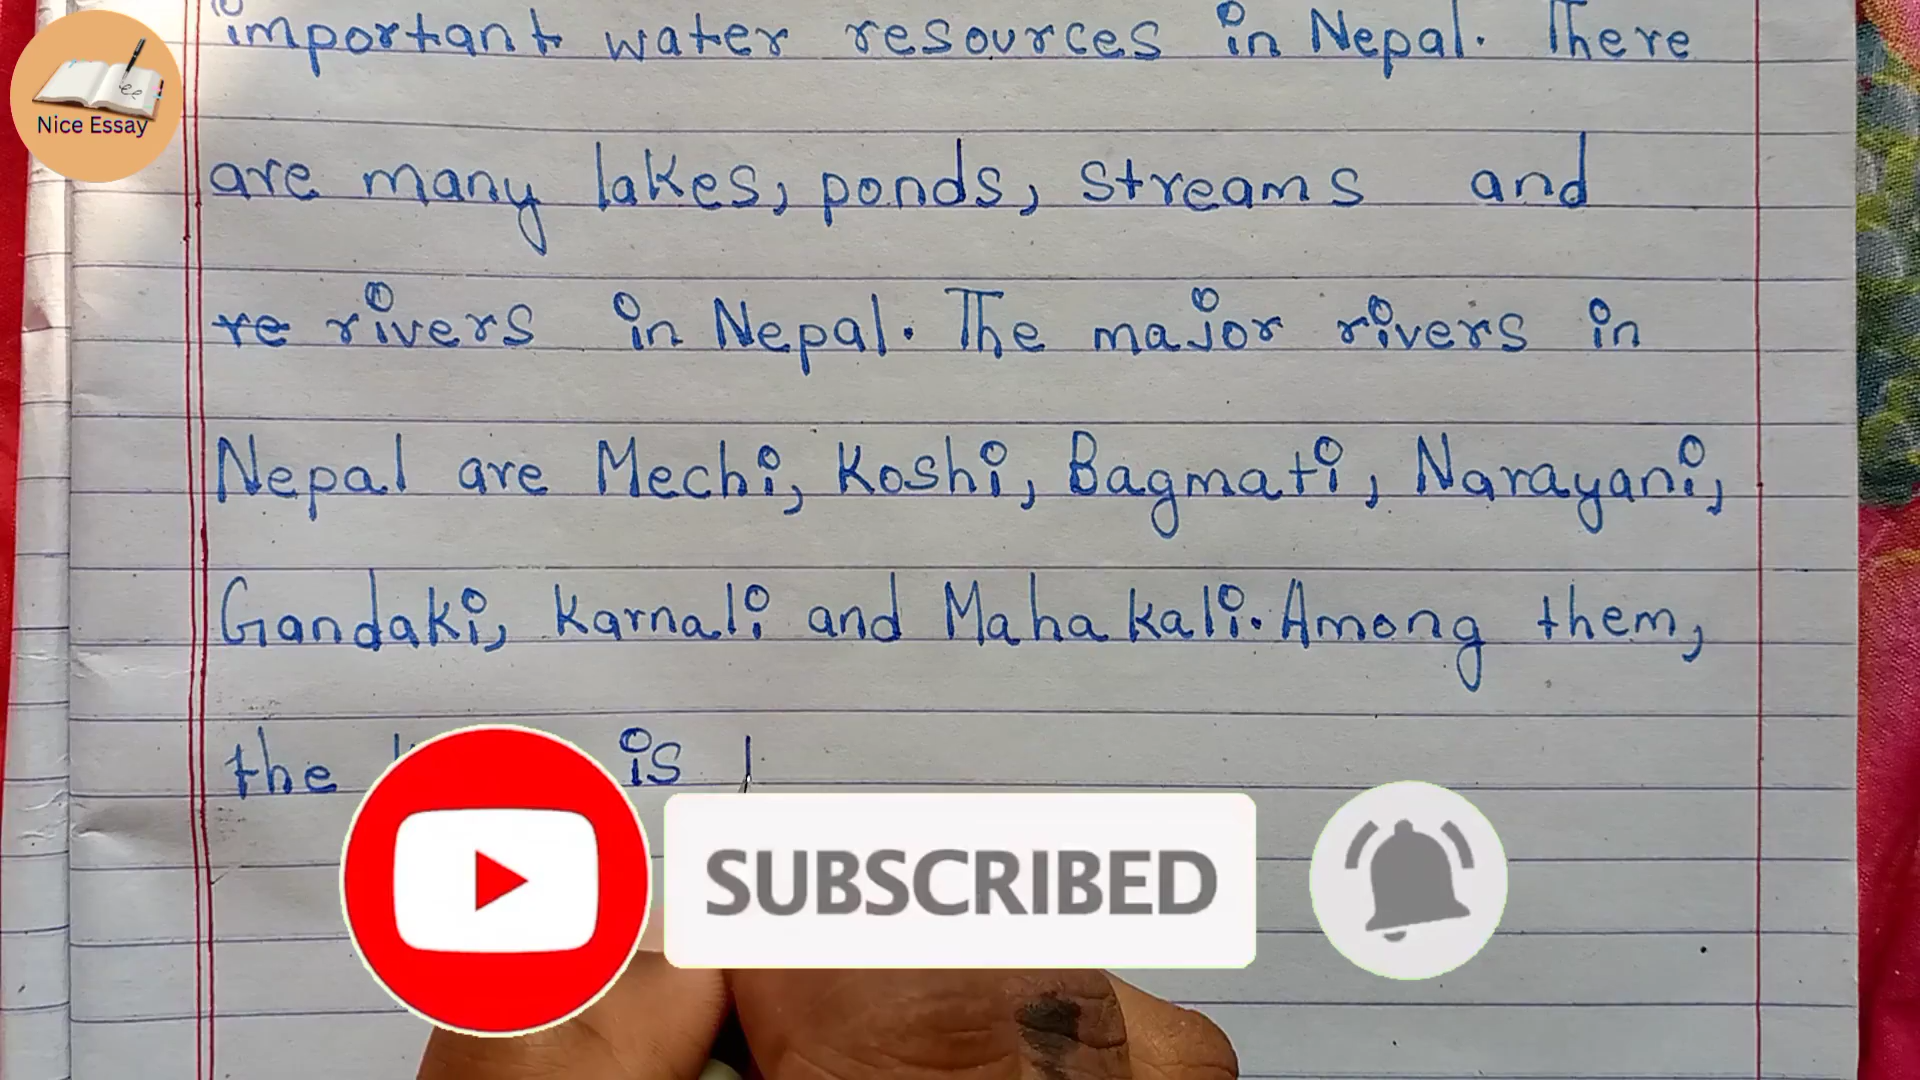 Nice Essay
important water resources in Nepal. There
are many lakes, ponds, streams and
re rivers in Nepal. The major rivers in
Nepal are Mechi, Koshi, Bagmati, Narayani,
Gandaki, Karnali and Mahakali. Among them,
the is
SUBSCRIBED